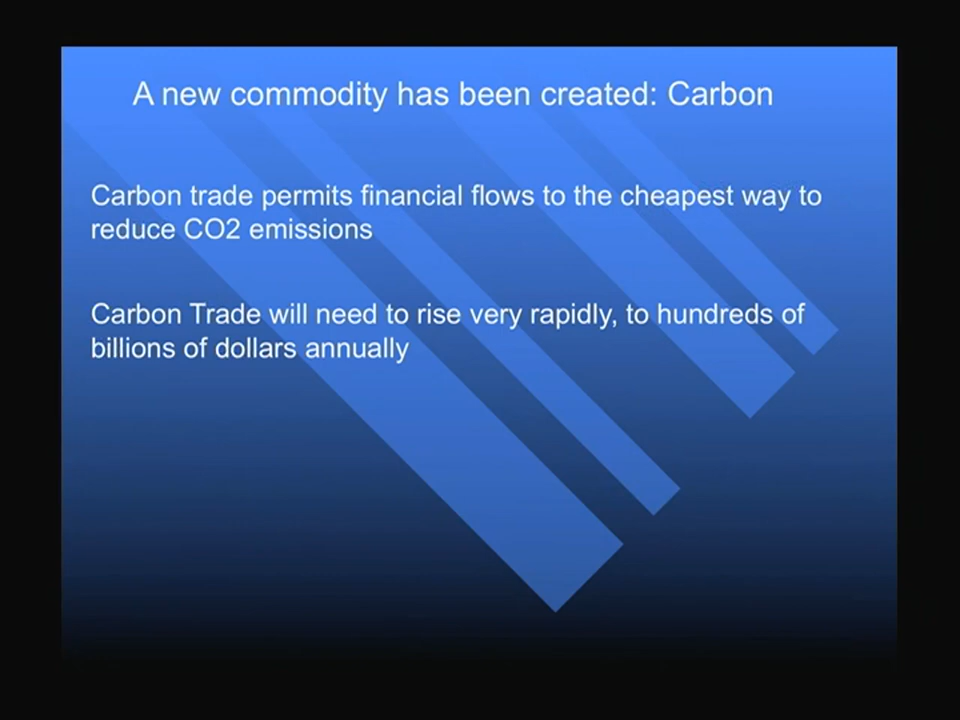 A new commodity has been created: Carbon
Carbon trade permits financial flows to the cheapest way to
reduce CO2 emissions
Carbon Trade will need to rise very rapidly, to hundreds of
billions of dollars annually